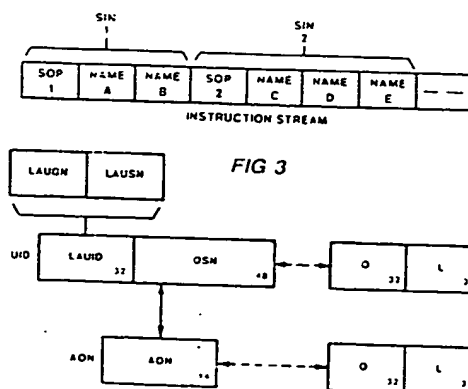 SIN SIN
1 2
SOP NAME NAME SOP NAME NAME NAME
1 A B 2 C D E
INSTRUCTION STREAM
FIG 3
LAUGN LAUSN
UID LAUID 32 OSN 48 O 32 L
AON AON 14 O 32 L